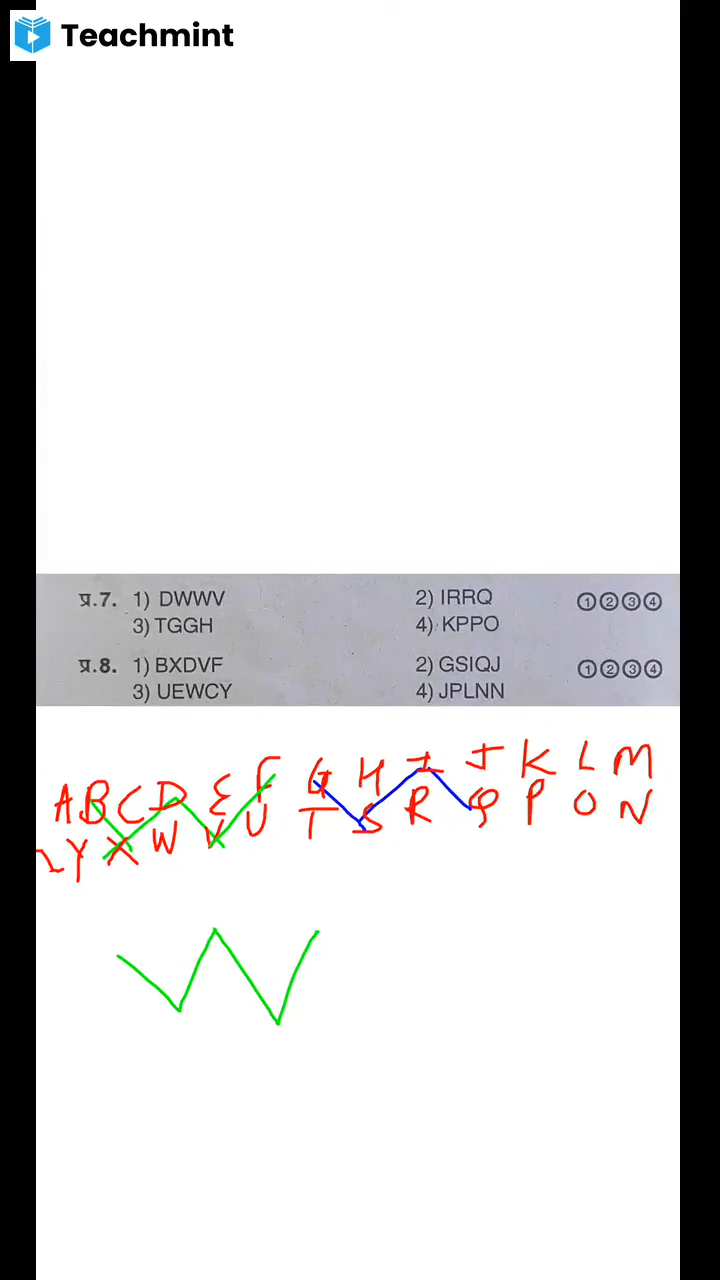 Teachmint
प्र.7. 1) DWWV 2) IRRQ ①②③④
3) TGGH 4) KPPO
प्र.8. 1) BXDVF 2) GSIQJ ①②③④
3) UEWCY 4) JPLNN
A B C D E F G H I J K L M
Z Y X W V U T S R Q P O N